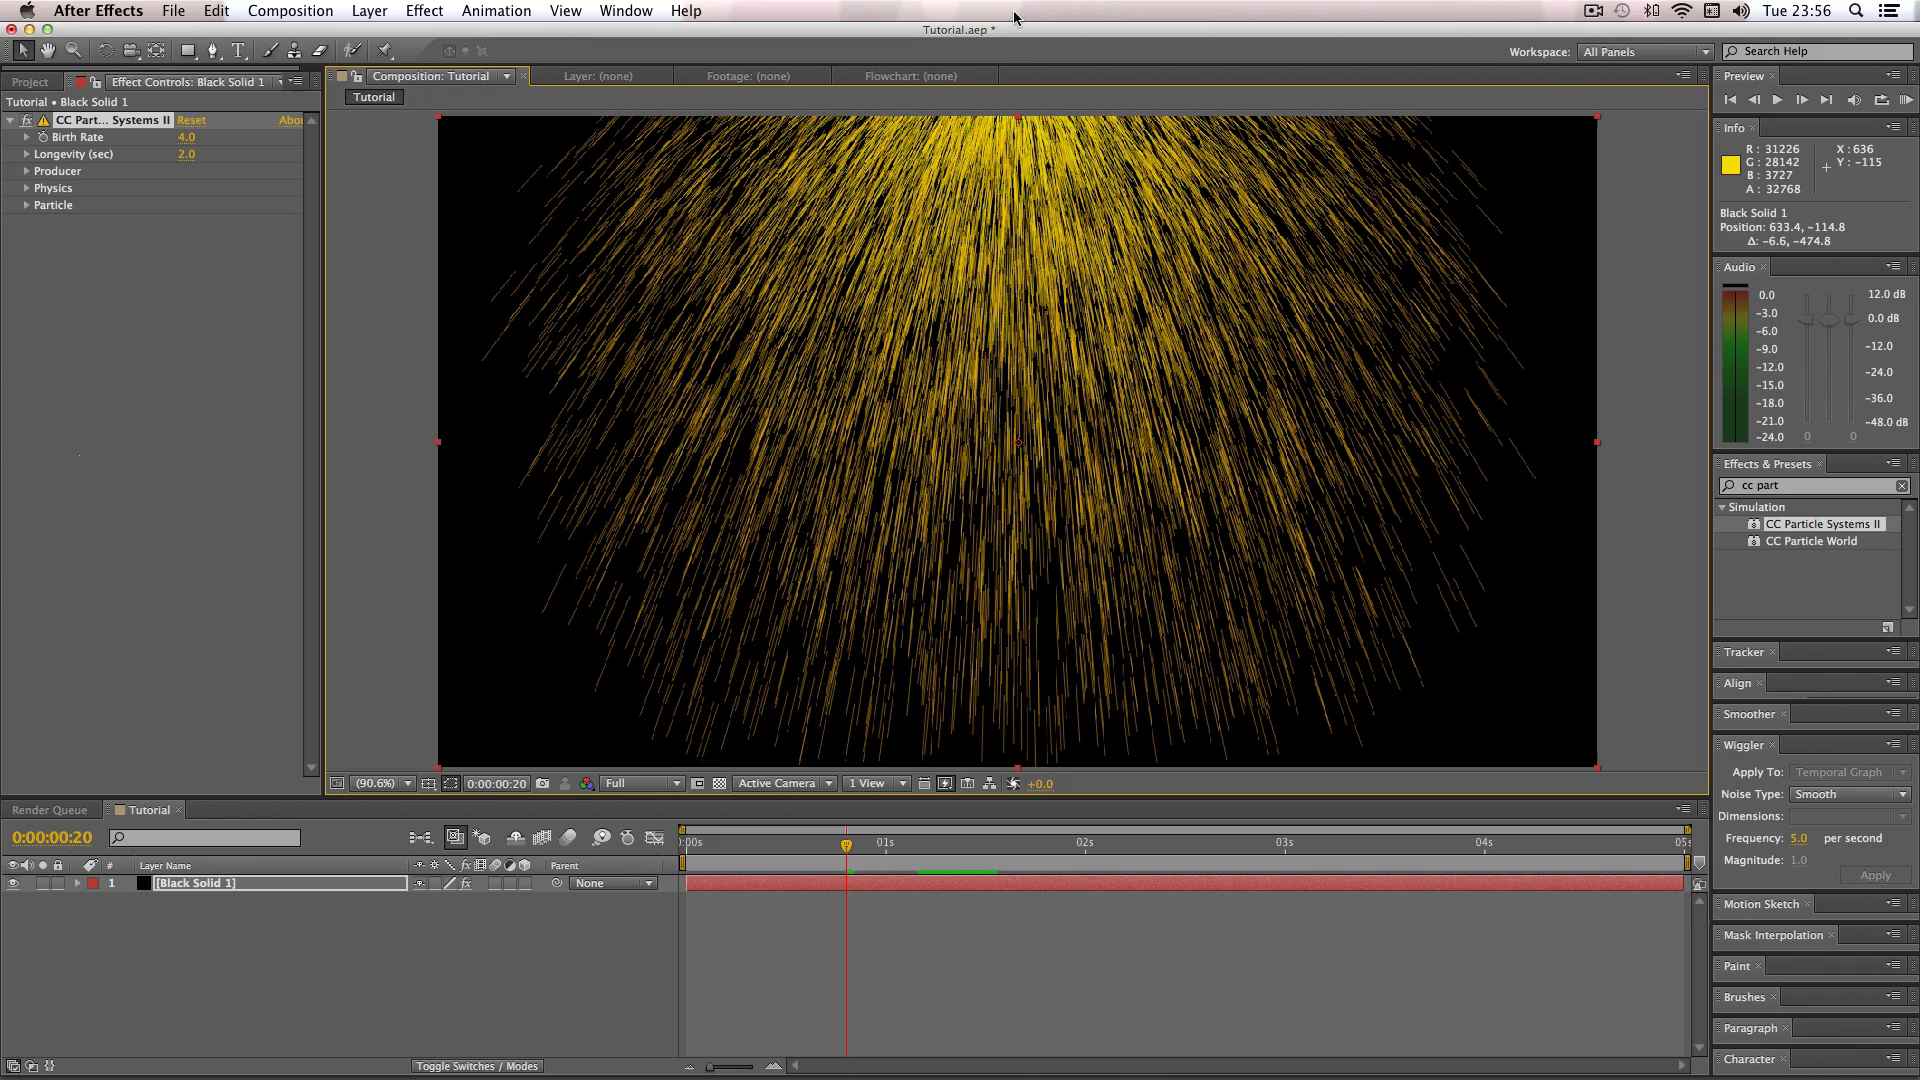 After Effects File Edit Composition Layer Effect Animation View Window Help Tue 23:56
Tutorial.aep *
Workspace: All Panels Search Help
Project Effect Controls: Black Solid 1 Composition: Tutorial Layer: (none) Footage: (none) Flowchart: (none) Preview
Tutorial
Tutorial • Black Solid 1
fx CC Part... Systems II Reset Abou
Birth Rate 4.0
Longevity (sec) 2.0
Producer
Physics
Particle
Info
R : 31226 X : 636
G : 28142 Y : -115
B : 3727
A : 32768
Black Solid 1
Position: 633.4, -114.8
Δ: -6.6, -474.8
Audio
0.0 12.0 dB
-3.0 0.0 dB
-6.0
-9.0 -12.0
-12.0 -24.0
-15.0
-18.0 -36.0
-21.0 -48.0 dB
-24.0 0 0
Effects & Presets
cc part
Simulation
CC Particle Systems II
CC Particle World
Tracker
Align
Smoother
Wiggler
Apply To: Temporal Graph
Noise Type: Smooth
Dimensions:
Frequency: 5.0 per second
Magnitude: 1.0
Apply
Motion Sketch
Mask Interpolation
Paint
Brushes
Paragraph
Character
(90.6%) 0:00:00:20 Full Active Camera 1 View +0.0
Render Queue Tutorial
0:00:00:20
):00s 01s 02s 03s 04s 05s
# Layer Name fx Parent
1 [Black Solid 1] fx None
Toggle Switches / Modes